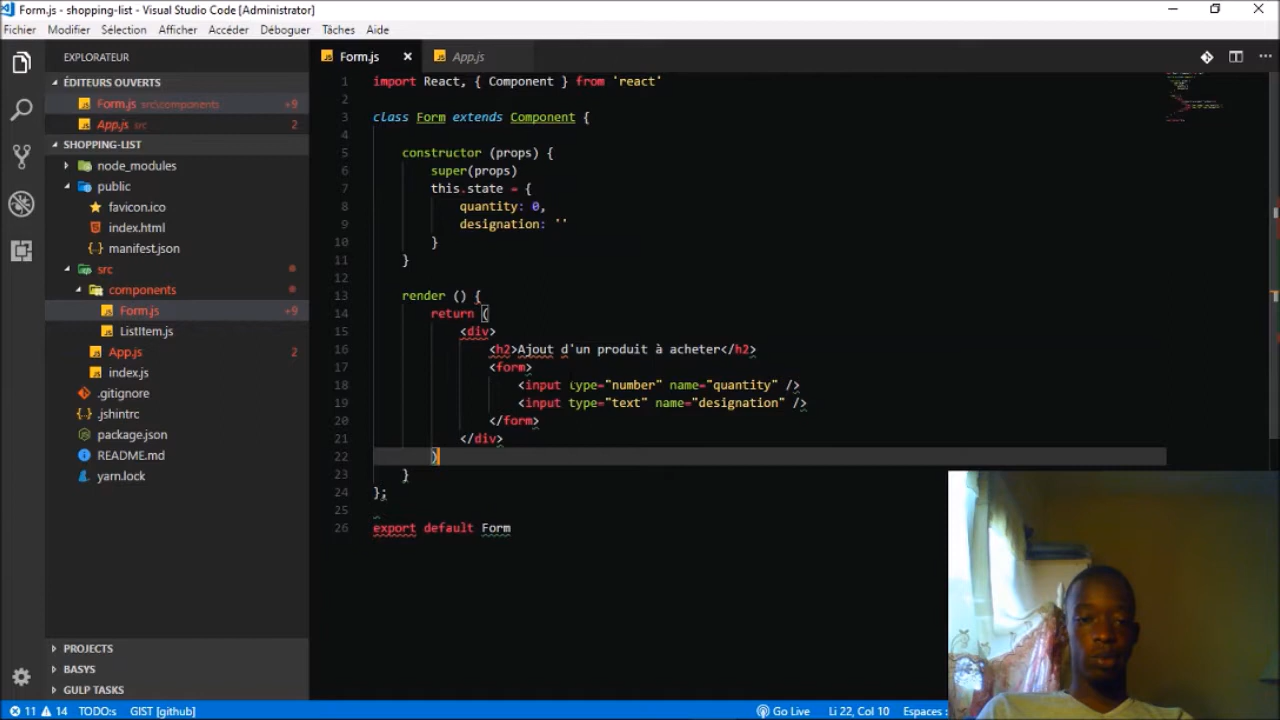 Form.js - shopping-list - Visual Studio Code [Administrator]
Fichier Modifier Sélection Afficher Accéder Déboguer Tâches Aide
EXPLORATEUR
ÉDITEURS OUVERTS
Form.js src\components +9
App.js src 2
SHOPPING-LIST
node_modules
public
favicon.ico
index.html
manifest.json
src
components
Form.js +9
ListItem.js
App.js 2
index.js
.gitignore
.jshintrc
package.json
README.md
yarn.lock
PROJECTS
BASYS
GULP TASKS
Form.js App.js
1 import React, { Component } from 'react'
2
3 class Form extends Component {
4
5 constructor (props) {
6 super(props)
7 this.state = {
8 quantity: 0,
9 designation: ''
10 }
11 }
12
13 render () {
14 return (
15 <div>
16 <h2>Ajout d'un produit à acheter</h2>
17 <form>
18 <input type="number" name="quantity" />
19 <input type="text" name="designation" />
20 </form>
21 </div>
22 )
23 }
24 };
25
26 export default Form
11 14 TODO:s GIST [github] Go Live Li 22, Col 10 Espaces :